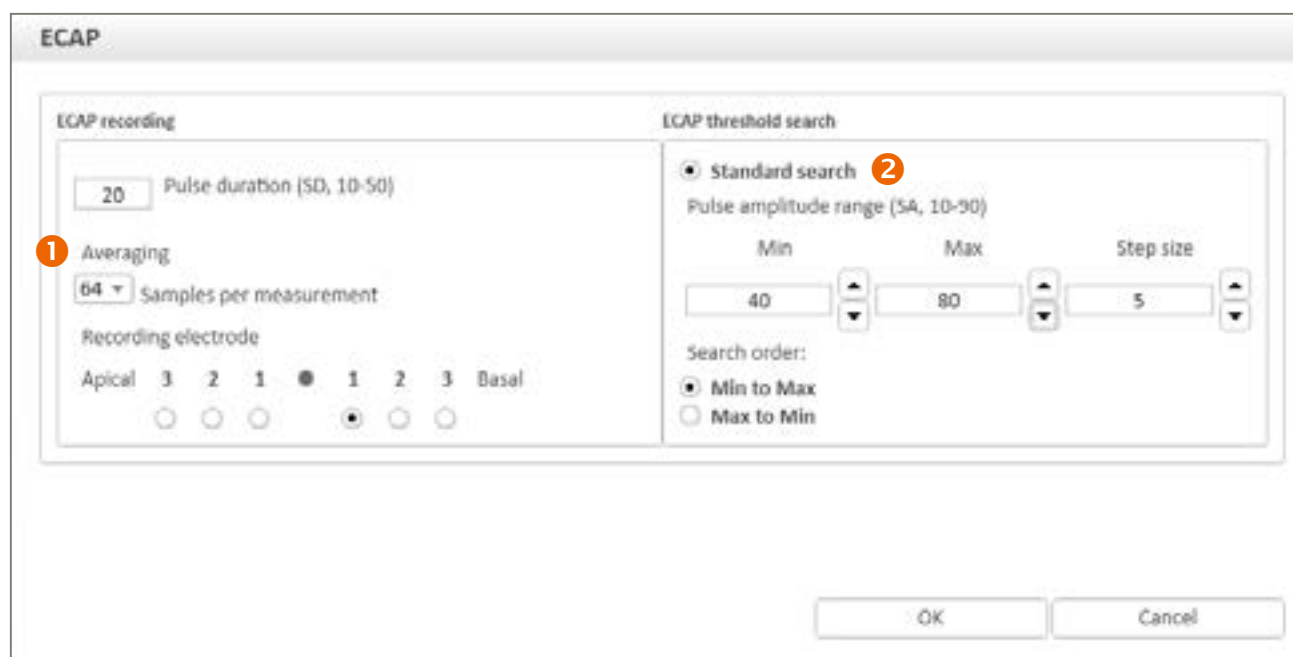 ECAP
ECAP recording
20 Pulse duration (SD, 10-50)
1 Averaging
64 Samples per measurement
Recording electrode
Apical 3 2 1 1 2 3 Basal
ECAP threshold search
Standard search 2
Pulse amplitude range (SA, 10-90)
Min Max Step size
40 80 5
Search order:
Min to Max
Max to Min
OK Cancel